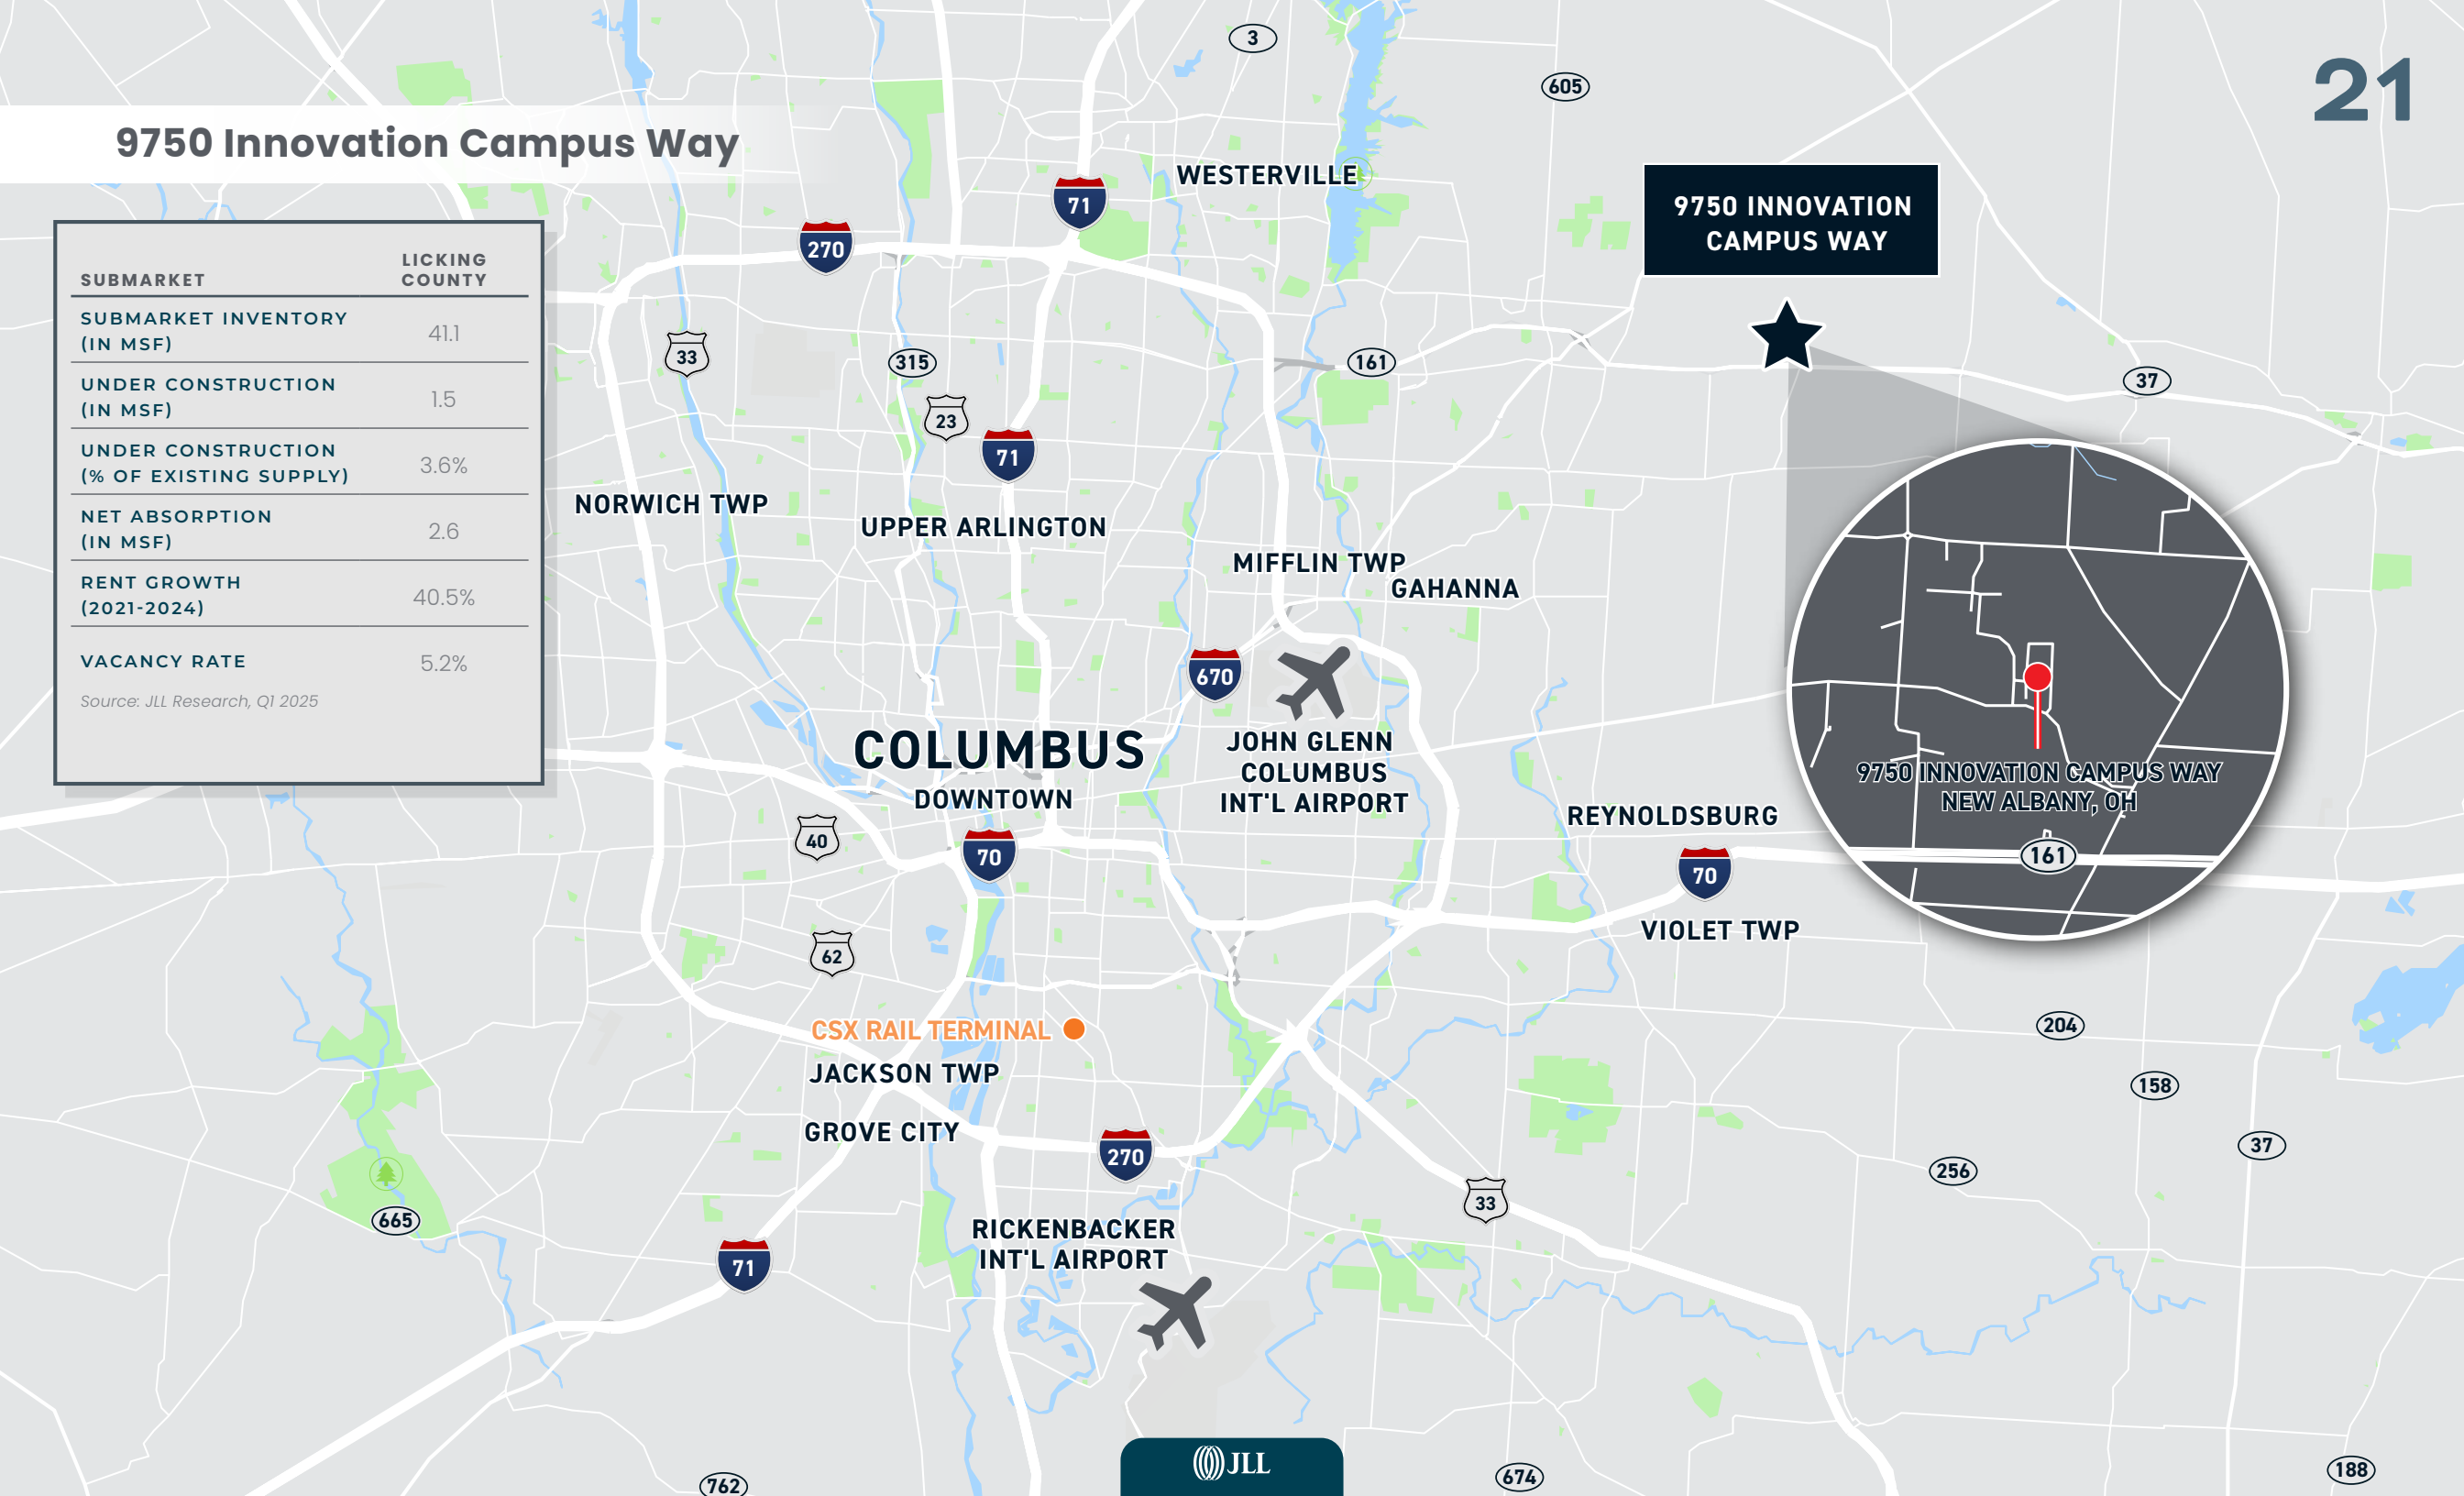 21
9750 Innovation Campus Way
SUBMARKET
LICKING
COUNTY
SUBMARKET INVENTORY
(IN MSF)
41.1
UNDER CONSTRUCTION
(IN MSF)
1.5
UNDER CONSTRUCTION
(% OF EXISTING SUPPLY)
3.6%
NET ABSORPTION
(IN MSF)
2.6
RENT GROWTH
(2021-2024)
40.5%
VACANCY RATE
5.2%
Source: JLL Research, Q1 2025
3
605
WESTERVILLE
71
270
9750 INNOVATION
CAMPUS WAY
33
315
161
37
23
71
NORWICH TWP
UPPER ARLINGTON
MIFFLIN TWP
GAHANNA
670
COLUMBUS
DOWNTOWN
JOHN GLENN
COLUMBUS
INT'L AIRPORT
9750 INNOVATION CAMPUS WAY
NEW ALBANY, OH
161
REYNOLDSBURG
40
70
70
VIOLET TWP
62
CSX RAIL TERMINAL
204
JACKSON TWP
158
GROVE CITY
270
37
256
33
665
RICKENBACKER
INT'L AIRPORT
71
JLL
762
674
188